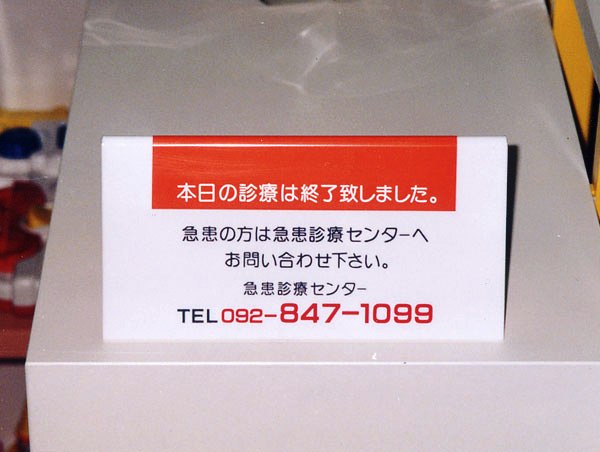 本日の診療は終了致しました。
急患の方は急患診療センターへ
お問い合わせ下さい。
急患診療センター
TEL 092-847-1099